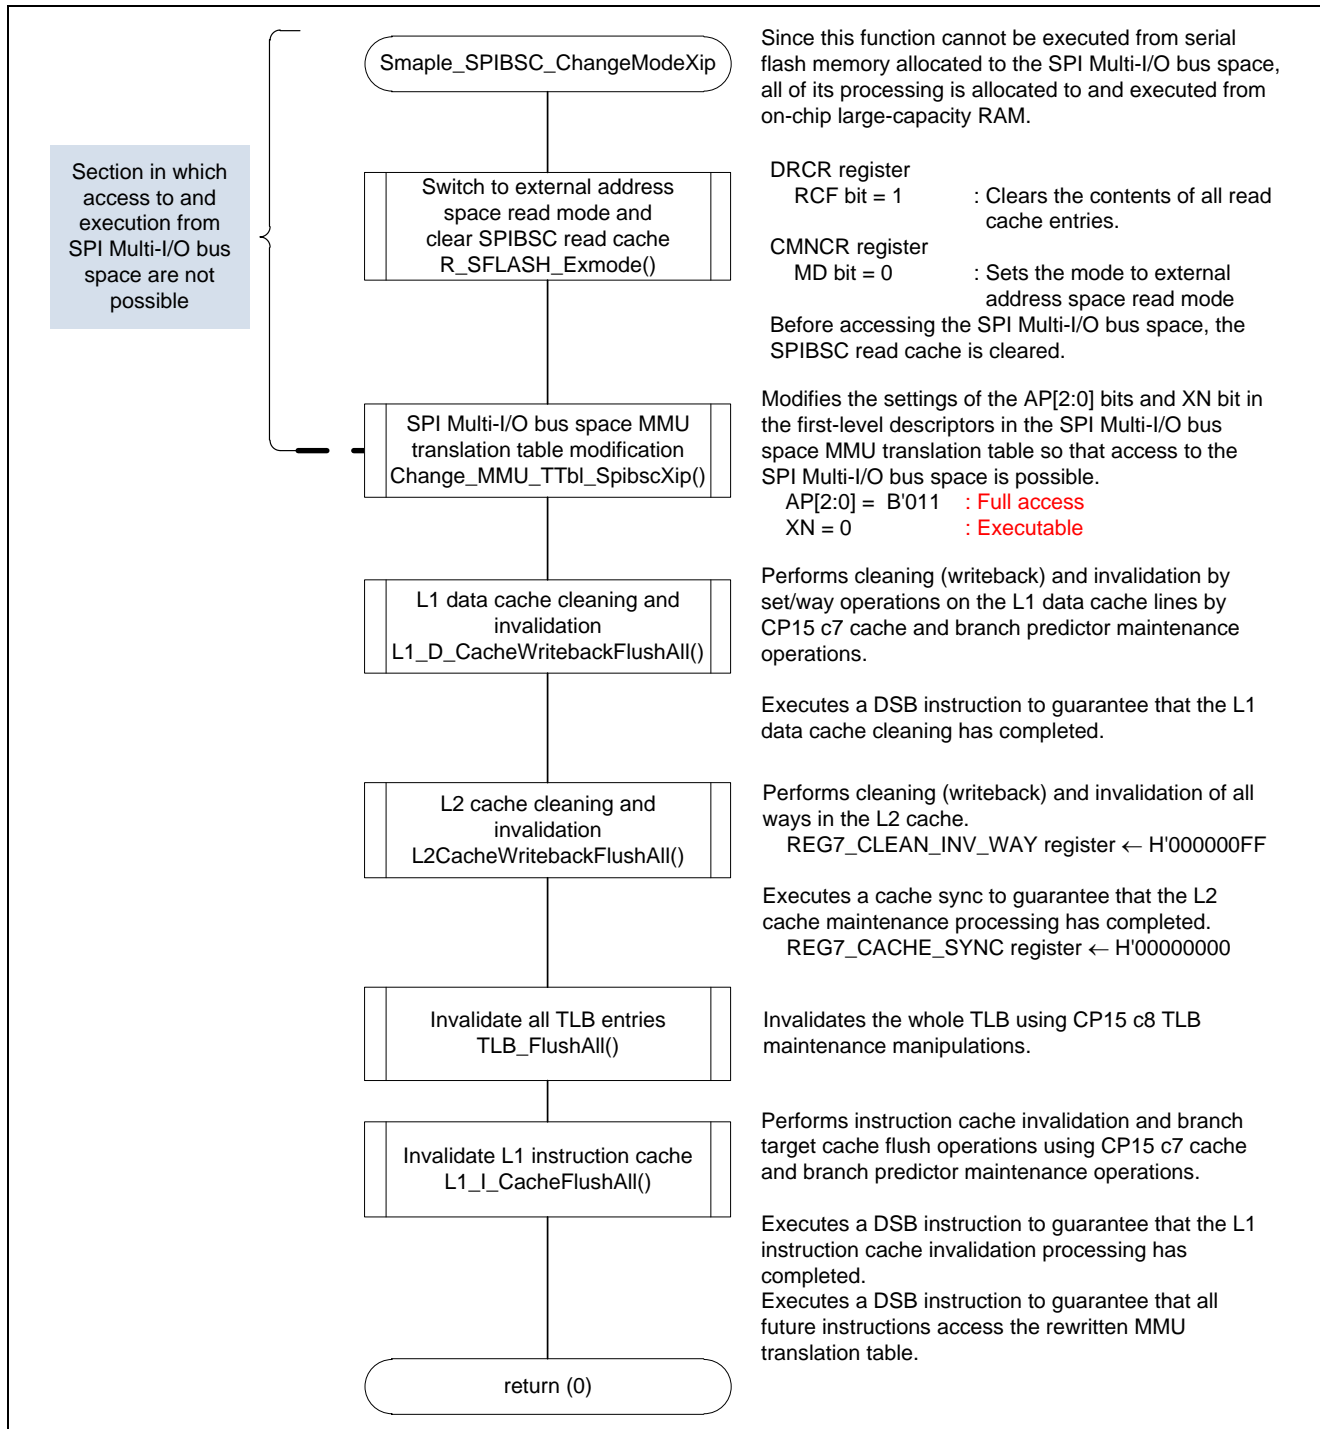 Smaple_SPIBSC_ChangeModeXip
Since this function cannot be executed from serial
flash memory allocated to the SPI Multi-I/O bus space,
all of its processing is allocated to and executed from
on-chip large-capacity RAM.
Section in which
access to and
execution from
SPI Multi-I/O bus
space are not
possible
Switch to external address
space read mode and
clear SPIBSC read cache
R_SFLASH_Exmode()
DRCR register
RCF bit = 1 : Clears the contents of all read
cache entries.
CMNCR register
MD bit = 0 : Sets the mode to external
address space read mode
Before accessing the SPI Multi-I/O bus space, the
SPIBSC read cache is cleared.
SPI Multi-I/O bus space MMU
translation table modification
Change_MMU_TTbl_SpibscXip()
Modifies the settings of the AP[2:0] bits and XN bit in
the first-level descriptors in the SPI Multi-I/O bus
space MMU translation table so that access to the
SPI Multi-I/O bus space is possible.
AP[2:0] = B'011 : Full access
XN = 0 : Executable
L1 data cache cleaning and
invalidation
L1_D_CacheWritebackFlushAll()
Performs cleaning (writeback) and invalidation by
set/way operations on the L1 data cache lines by
CP15 c7 cache and branch predictor maintenance
operations.
Executes a DSB instruction to guarantee that the L1
data cache cleaning has completed.
L2 cache cleaning and
invalidation
L2CacheWritebackFlushAll()
Performs cleaning (writeback) and invalidation of all
ways in the L2 cache.
REG7_CLEAN_INV_WAY register ← H'000000FF
Executes a cache sync to guarantee that the L2
cache maintenance processing has completed.
REG7_CACHE_SYNC register ← H'00000000
Invalidate all TLB entries
TLB_FlushAll()
Invalidates the whole TLB using CP15 c8 TLB
maintenance manipulations.
Invalidate L1 instruction cache
L1_I_CacheFlushAll()
Performs instruction cache invalidation and branch
target cache flush operations using CP15 c7 cache
and branch predictor maintenance operations.
Executes a DSB instruction to guarantee that the L1
instruction cache invalidation processing has
completed.
Executes a DSB instruction to guarantee that all
future instructions access the rewritten MMU
translation table.
return (0)